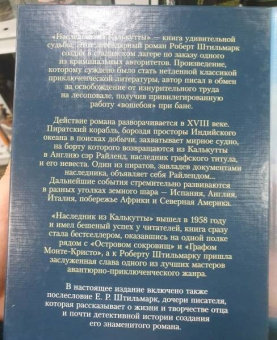 «Наследник из Калькутты» — книга удивительной
судьбы. Этот легендарный роман Роберт Штильмарк
создал в сталинском лагере по заказу одного
из криминальных авторитетов. Произведение,
которому суждено было стать нетленной классикой
приключенческой литературы, автор писал в обмен
за освобождение от изнурительного труда
на лесоповале, получив привилегированную
работу «вошебоя» при бане.
Действие романа разворачивается в XVIII веке.
Пиратский корабль, бороздя просторы Индийского
океана в поисках добычи, захватывает мирное судно,
на борту которого возвращаются из Калькутты
в Англию сэр Райленд, наследник графского титула,
и его невеста. Один из пиратов, завладев документами
наследника, объявляет себя Райлендом...
Дальнейшие события стремительно развиваются
в разных уголках земного шара — Испания, Англия,
Италия, побережье Африки и Северная Америка.
"Наследник из Калькутты" вышел в 1958 году
и имел бешеный успех у читателей, книга сразу
стала бестселлером, оказавшись на одной полке
рядом с "Островом сокровищ" и "Графом
Монте-Кристо", а к Роберту Штильмарку пришла
заслуженная слава одного из лучших мастеров
авантюрно-приключенческого жанра.
В настоящее издание включено также
послесловие Е. Р. Штильмарк, дочери писателя,
которая рассказывает о жизни и творчестве отца
и почти детективной истории создания
его знаменитого романа.